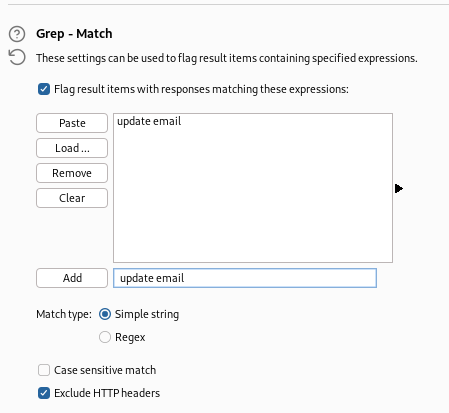 Grep - Match
These settings can be used to flag result items containing specified expressions.
Flag result items with responses matching these expressions:
Paste
update email
Load ...
Remove
Clear
Add
update email
Match type:
Simple string
Regex
Case sensitive match
Exclude HTTP headers